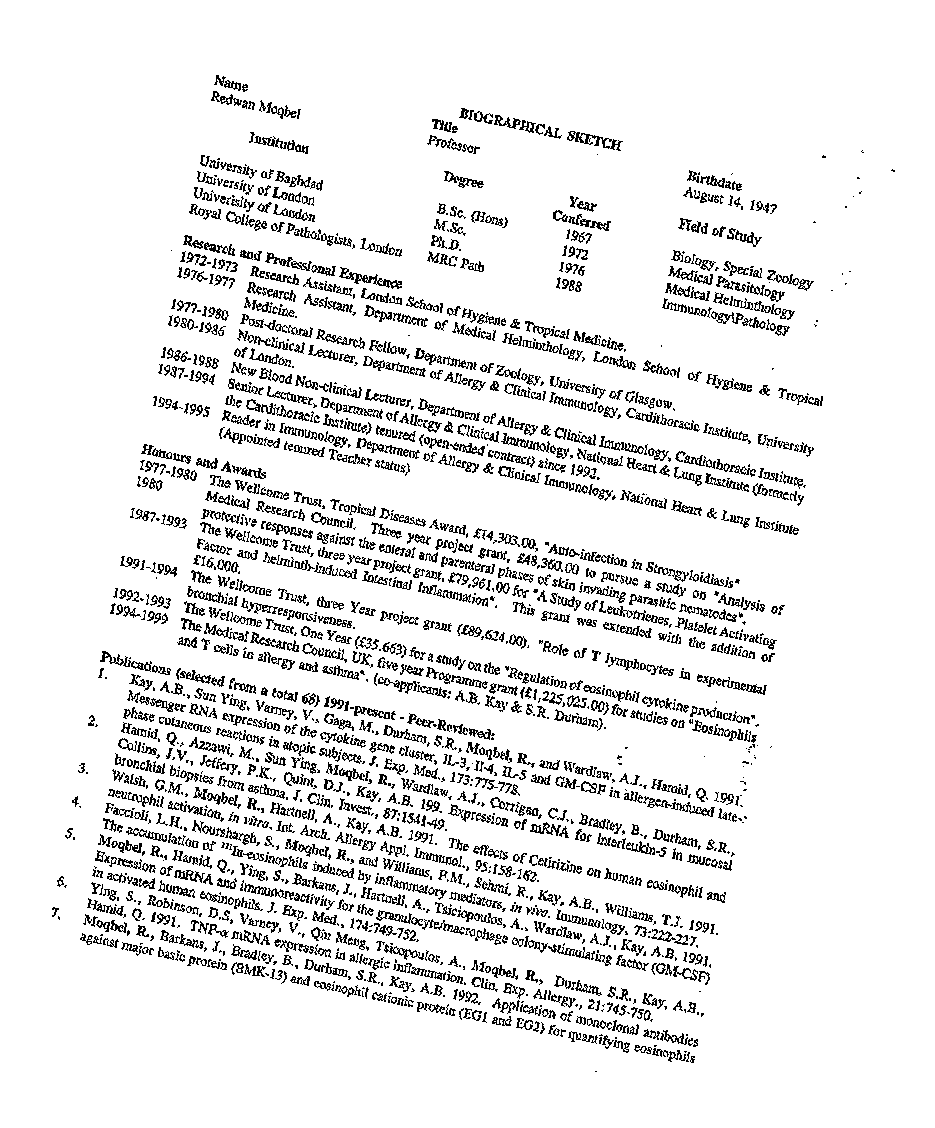 BIOGRAPHICAL SKETCH
Name Title Birthdate
Redwan Moqbel Professor August 14, 1947
Institution Degree Year Conferred Field of Study
University of Baghdad B.Sc. (Hons) 1967 Biology, Special Zoology
University of London M.Sc. 1972 Medical Parasitology
Univerisity of London Ph.D. 1976 Medical Helminthology
Royal College of Pathologists, London MRC Path 1988 Immunology\Pathology
Research and Professional Experience
1972-1973 Research Assistant, London School of Hygiene & Tropical Medicine.
1976-1977 Research Assistant, Department of Medical Helminthology, London School of Hygiene & Tropical
Medicine.
1977-1980 Post-doctoral Research Fellow, Department of Zoology, University of Glasgow.
1980-1986 Non-clinical Lecturer, Department of Allergy & Clinical Immunology, Cardithoracic Institute, University
of London.
1986-1988 New Blood Non-clinical Lecturer, Department of Allergy & Clinical Immunology, Cardiothoracic Institute.
1987-1994 Senior Lecturer, Department of Allergy & Clinical Immunology, National Heart & Lung Institute (formerly
the Cardithoracic Institute) tenured (open-ended contract) since 1992.
1994-1995 Reader in Immunology, Department of Allergy & Clinical Immunology, National Heart & Lung Institute
(Appointed tenured Teacher status)
Honours and Awards
1977-1980 The Wellcome Trust, Tropical Diseases Award, £14,303.00, "Auto-infection in Strongyloidiasis"
1980 Medical Research Council. Three year project grant, £48,360.00 to pursue a study on "Analysis of
protective responses against the enteral and parenteral phases of skin invading parasitic nematodes".
1987-1993 The Wellcome Trust, three year project grant, £79,961.00 for "A Study of Leukotrienes, Platelet Activating
Factor and helminth-induced Intestinal Inflammation". This grant was extended with the addition of
£16,000.
1991-1994 The Wellcome Trust, three Year project grant (£89,624.00). "Role of T lymphocytes in experimental
bronchial hyperresponsiveness.
1992-1993 The Wellcome Trust, One Year (£35.663) for a study on the "Regulation of eosinophil cytokine production".
1994-1999 The Medical Research Council, UK, five year Programme grant (£1,225,025.00) for studies on "Eosinophils
and T cells in allergy and asthma". (co-applicants: A.B. Kay & S.R. Durham).
Publications (selected from a total 66) 1991-present - Peer-Reviewed:
1. Kay, A.B., Sun Ying, Varney, V., Gaga, M., Durham, S.R., Moqbel, R., and Wardlaw, A.J., Hamid, Q. 1991.
Messenger RNA expression of the cytokine gene cluster, IL-3, Il-4, IL-5 and GM-CSF in allergen-induced late-
phase cutaneous reactions in atopic subjects. J. Exp. Med., 173:775-778.
2. Hamid, Q., Azzawi, M., Sun Ying, Moqbel, R., Wardlaw, A.J., Corrigan, C.J., Bradley, B., Durham, S.R.,
Collins, J.V., Jeffery, P.K., Quint, D.J., Kay, A.B. 199. Expression of mRNA for Interleukin-5 in mucosal
bronchial biopsies from asthma. J. Clin. Invest., 87:1541-49.
3. Walsh, G.M., Moqbel, R., Hartnell, A., Kay, A.B. 1991. The effects of Cetirizine on human eosinophil and
neutrophil activation, in vitro. Int. Arch. Allergy Appl. Immunol., 95:158-162.
4. Faccioli, L.H., Nourshargh, S., Moqbel, R., and Williams, P.M., Sehmi, R., Kay, A.B., Williams, T.J. 1991.
The accumulation of 111In-eosinophils induced by inflammatory mediators, in vivo. Immunology, 73:222-227.
5. Moqbel, R., Hamid, Q., Ying, S., Barkans, J., Hartnell, A., Tsiciopoulos, A., Wardlaw, A.J., Kay, A.B. 1991.
Expression of mRNA and immunoreactivity for the granulocyte/macrophage colony-stimulating factor (GM-CSF)
in activated human eosinophils. J. Exp. Med., 174:749-752.
6. Ying, S., Robinson, D.S, Varney, V., Qiu Meng, Tsicopoulos, A., Moqbel, R., Durham, S.R., Kay, A.B.,
Hamid, Q. 1991. TNP-α mRNA expression in allergic inflammation. Clin. Exp. Allergy., 21:745-750.
7. Moqbel, R., Barkans, J., Bradley, B., Durham, S.R., Kay, A.B. 1992. Application of monoclonal antibodies
against major basic protein (BMK-13) and eosinophil cationic protein (EG1 and EG2) for quantifying eosinophils